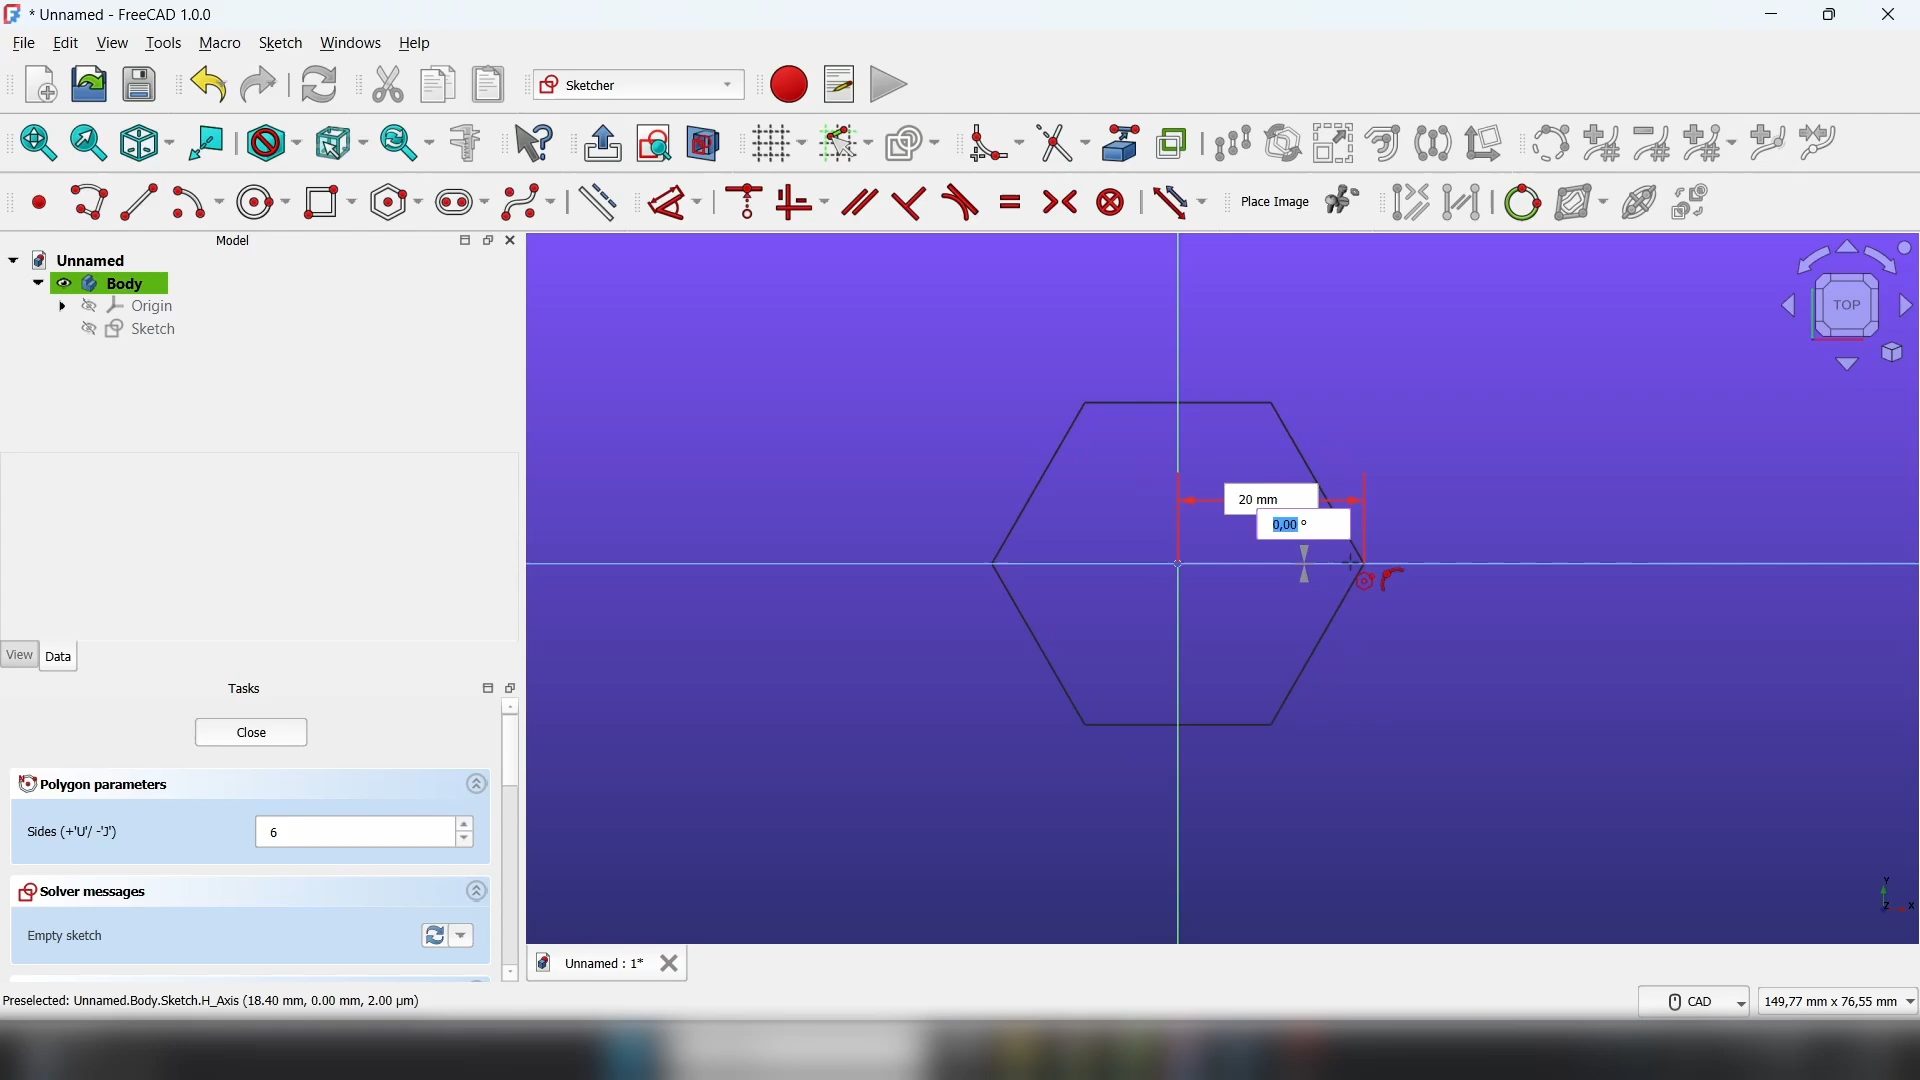 * Unnamed - FreeCAD 1.0.0
File Edit View Tools Macro Sketch Windows Help
Sketcher
Place Image
Model
Unnamed
Body
Origin
Sketch
TOP
20 mm
0,00 °
View Data
Tasks
Close
Polygon parameters
Sides (+'U'/ -'J') 6
Solver messages
Empty sketch
Y
Z X
Unnamed : 1*
Preselected: Unnamed.Body.Sketch.H_Axis (18.40 mm, 0.00 mm, 2.00 µm)
CAD
149,77 mm x 76,55 mm